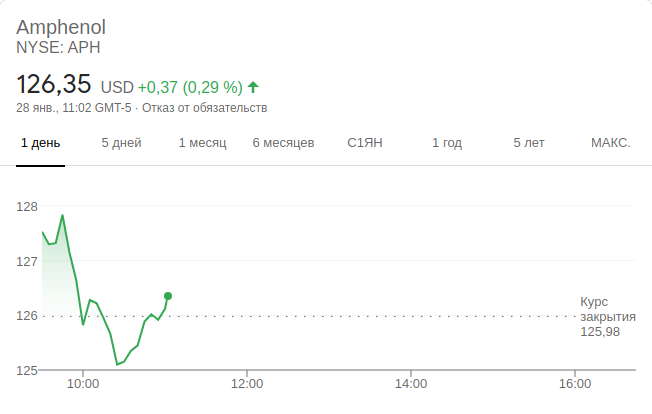 Amphenol
NYSE: APH
126,35 USD +0,37 (0,29 %)
28 янв., 11:02 GMT-5 · Отказ от обязательств
1 день 5 дней 1 месяц 6 месяцев С1ЯН 1 год 5 лет МАКС.
128
127
126
125
Курс
закрытия
125,98
10:00 12:00 14:00 16:00